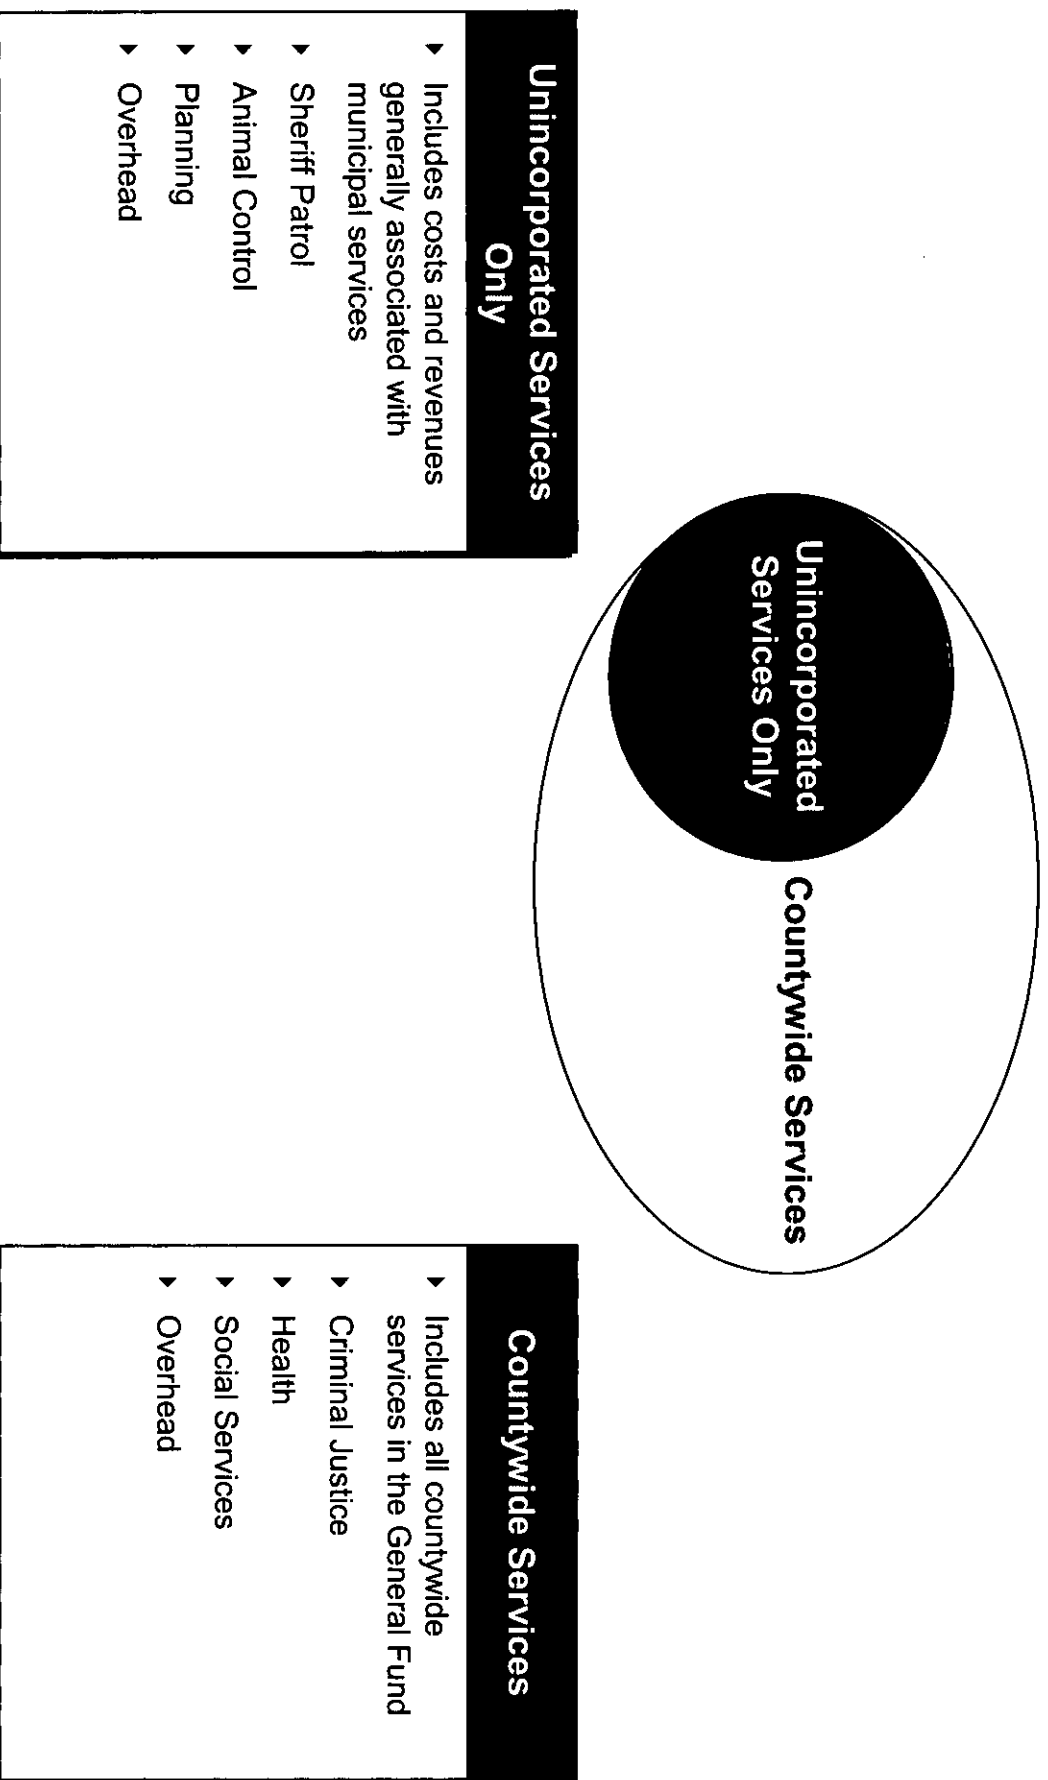 Unincorporated
Services Only
Countywide Services
Unincorporated Services
Only
Includes costs and revenues
generally associated with
municipal services
Sheriff Patrol
Animal Control
Planning
Overhead
Countywide Services
Includes all countywide
services in the General Fund
Criminal Justice
Health
Social Services
Overhead